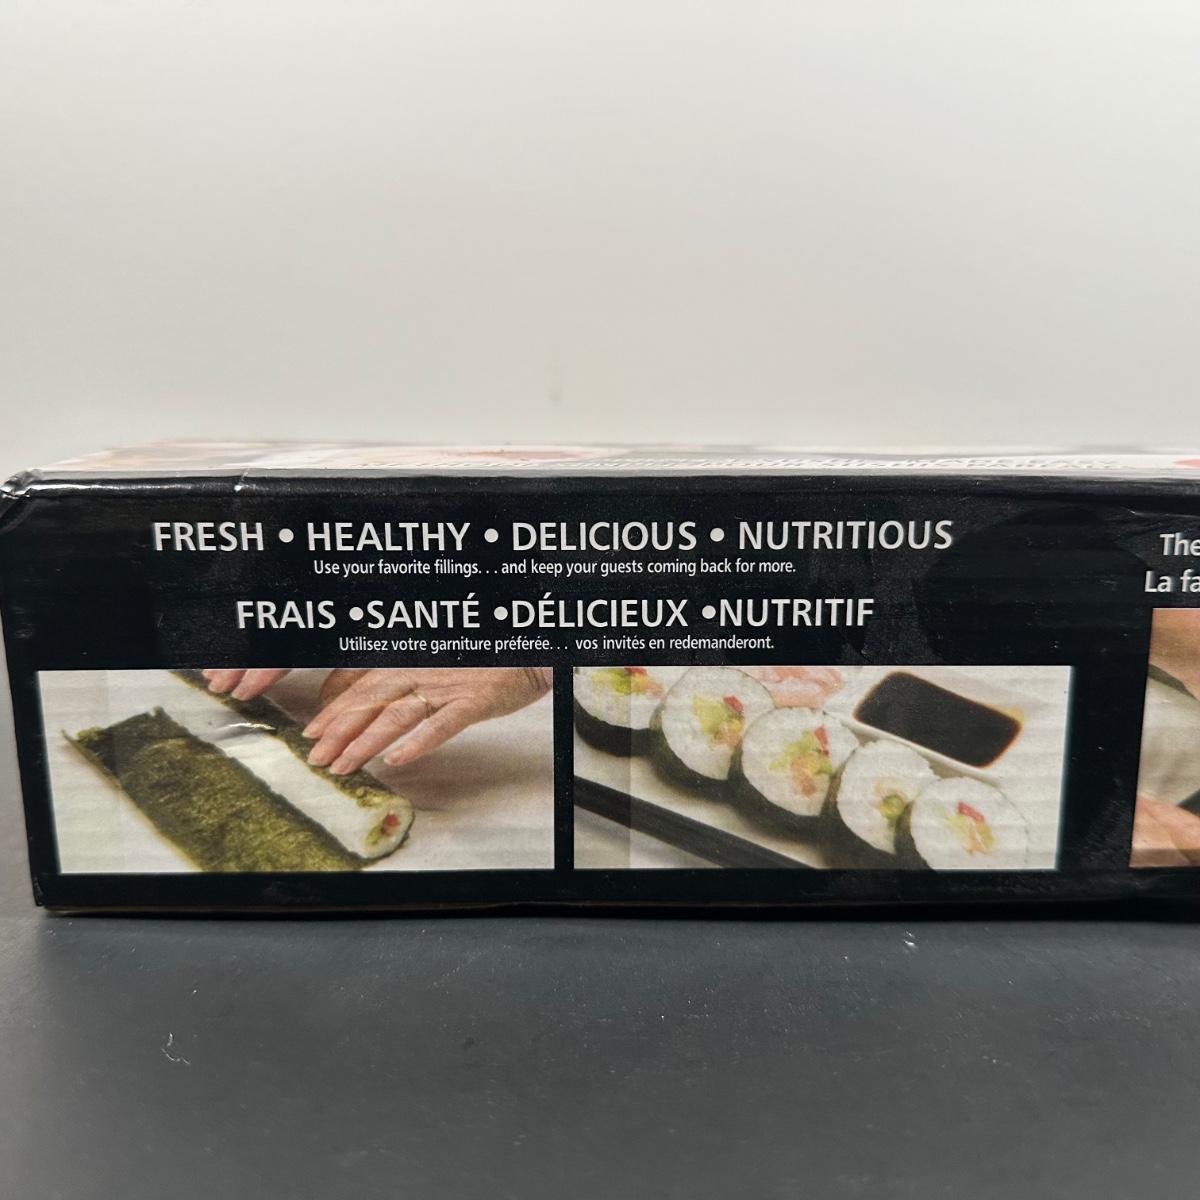 FRESH • HEALTHY • DELICIOUS • NUTRITIOUS
Use your favorite fillings. . . and keep your guests coming back for more.
FRAIS •SANTÉ •DÉLICIEUX •NUTRITIF
Utilisez votre garniture préférée. . . vos invités en redemanderont.
The
La fa